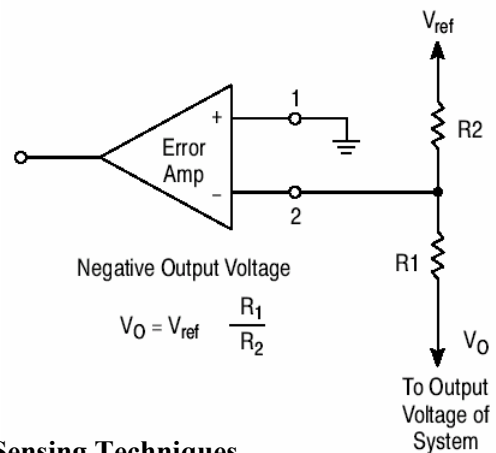 Vref
R2
1
+
Error
Amp
−
2
Negative Output Voltage
R1
VO = Vref R1
R2
VO
To Output
Voltage of
System
Sensing Techniques